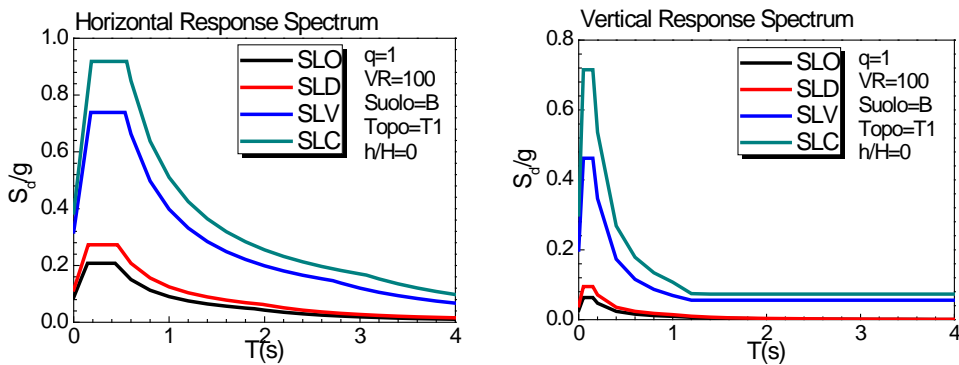 Horizontal Response Spectrum
1.0
0.8
0.6
0.4
0.2
0.0
S_d/g
SLO
SLD
SLV
SLC
q=1
VR=100
Suolo=B
Topo=T1
h/H=0
0 1 2 3 4
T(s)
Vertical Response Spectrum
0.8
0.6
0.4
0.2
0.0
S_d/g
SLO
SLD
SLV
SLC
q=1
VR=100
Suolo=B
Topo=T1
h/H=0
0 1 2 3 4
T(s)